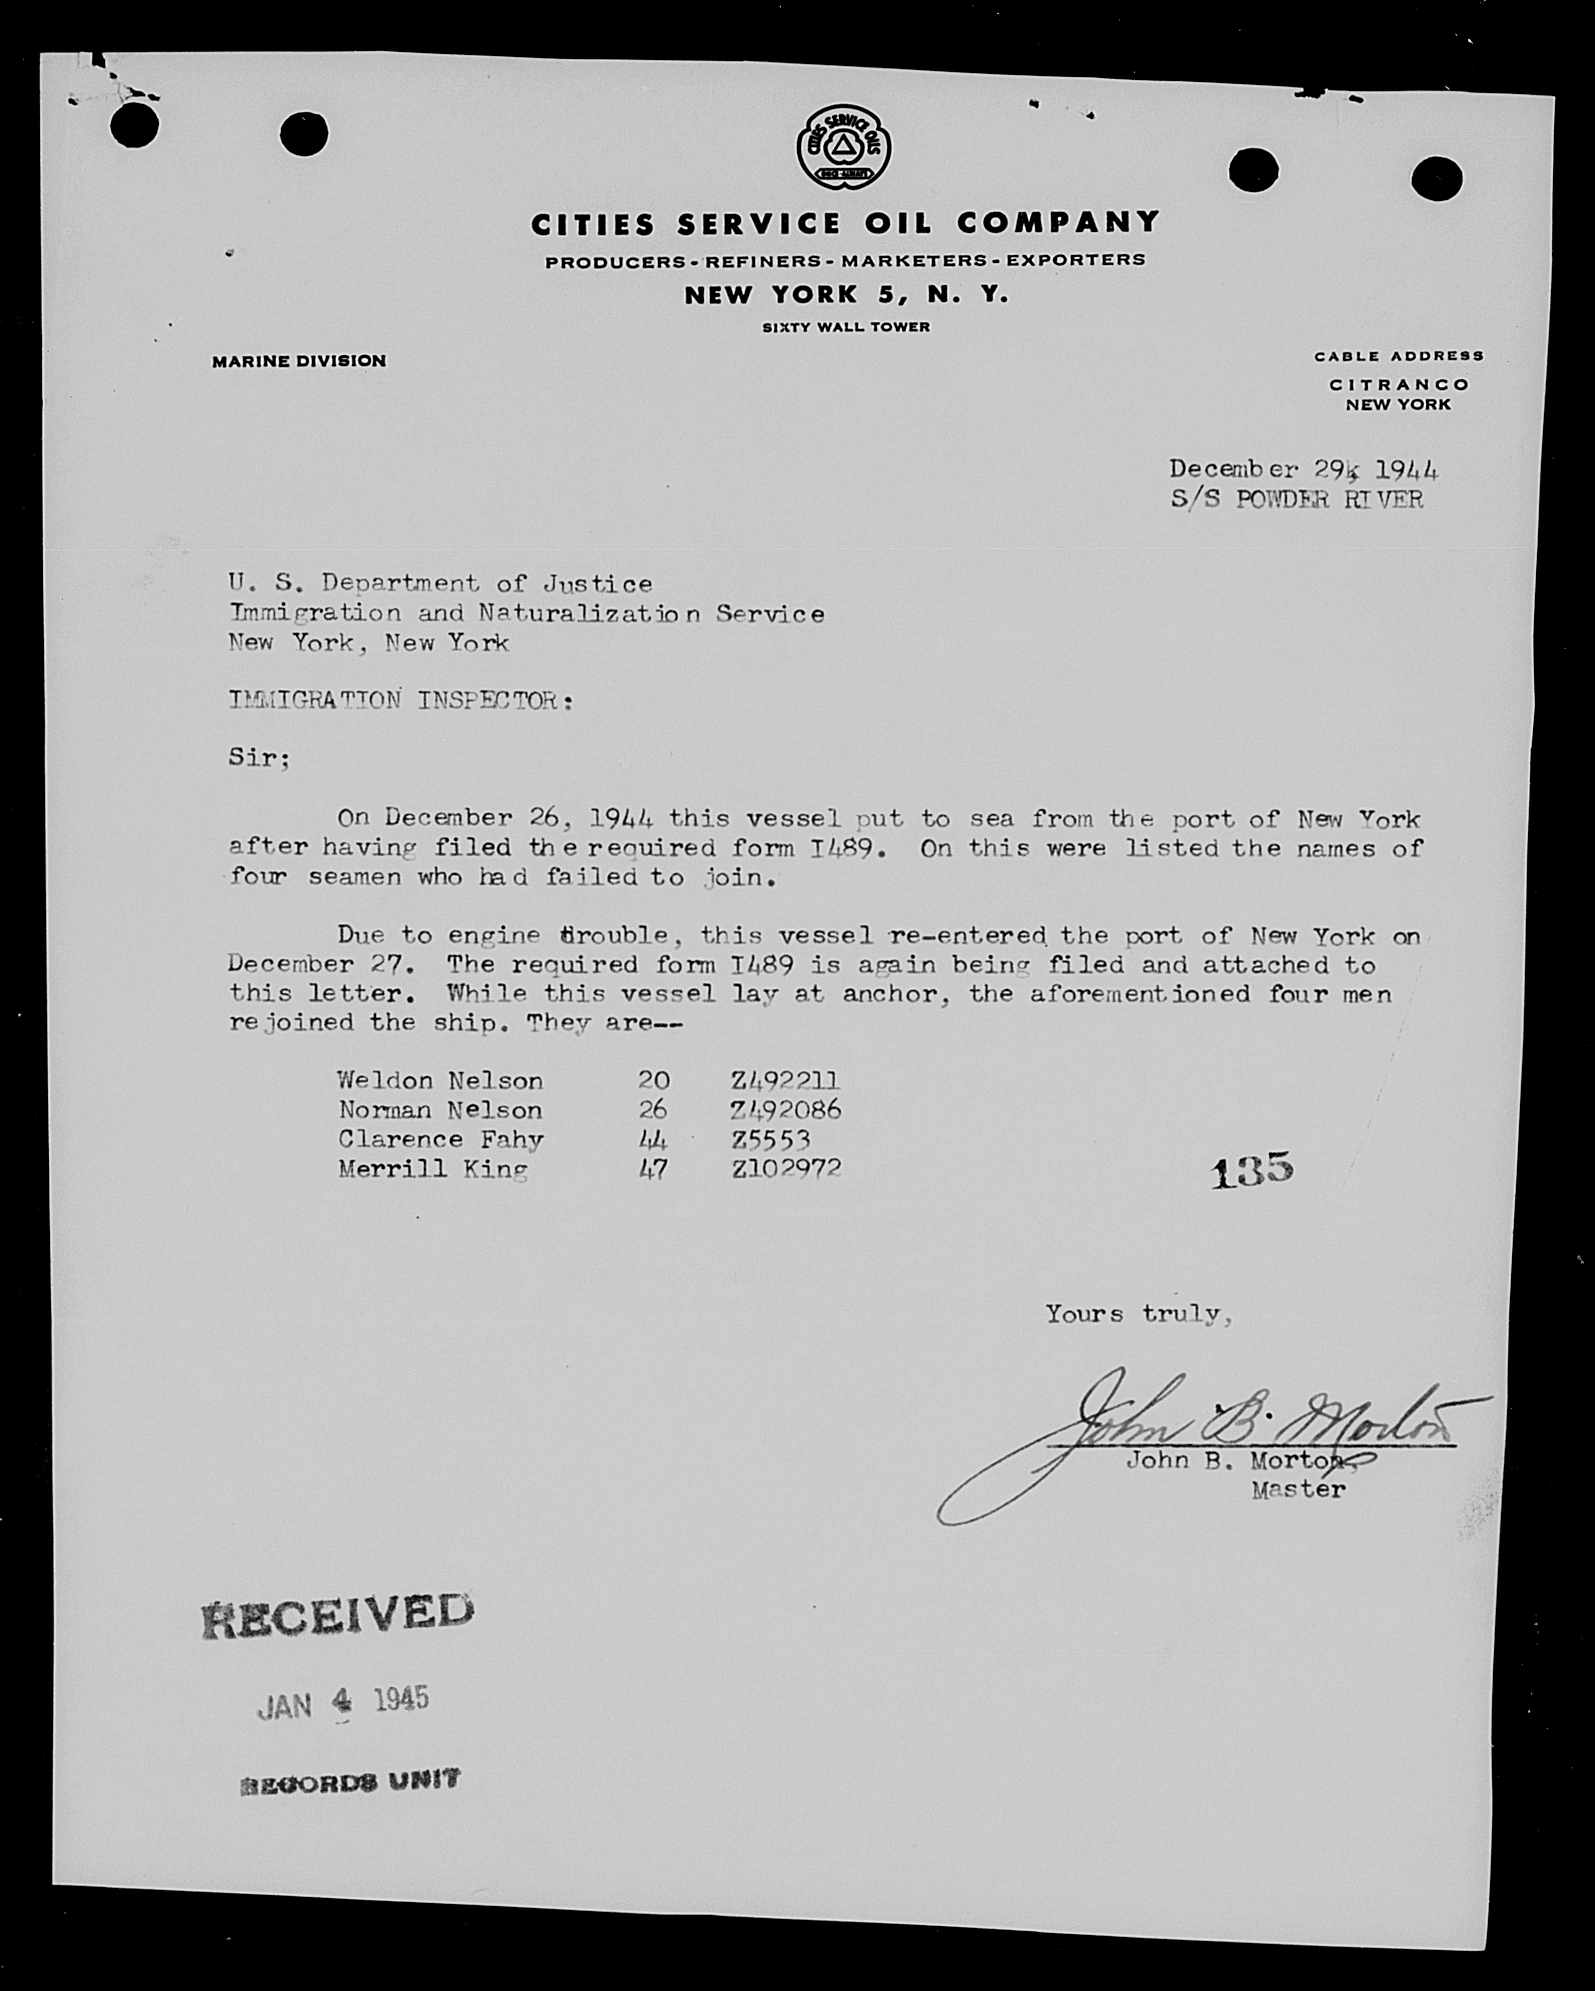 CITIES SERVICE OILS
CITIES SERVICE OIL COMPANY
PRODUCERS - REFINERS - MARKETERS - EXPORTERS
NEW YORK 5, N. Y.
SIXTY WALL TOWER
MARINE DIVISION
CABLE ADDRESS
CITRANCO
NEW YORK
December 29, 1944
S/S POWDER RIVER
U. S. Department of Justice
Immigration and Naturalization Service
New York, New York
IMMIGRATION INSPECTOR:
Sir;
On December 26, 1944 this vessel put to sea from the port of New York
after having filed the required form I489. On this were listed the names of
four seamen who had failed to join.
Due to engine trouble, this vessel re-entered the port of New York on
December 27. The required form I489 is again being filed and attached to
this letter. While this vessel lay at anchor, the aforementioned four men
rejoined the ship. They are--
Weldon Nelson 20 Z492211
Norman Nelson 26 Z492086
Clarence Fahy 44 Z5553
Merrill King 47 Z102972
135
Yours truly,
John B. Morton
John B. Morton,
Master
RECEIVED
JAN 4 1945
RECORDS UNIT